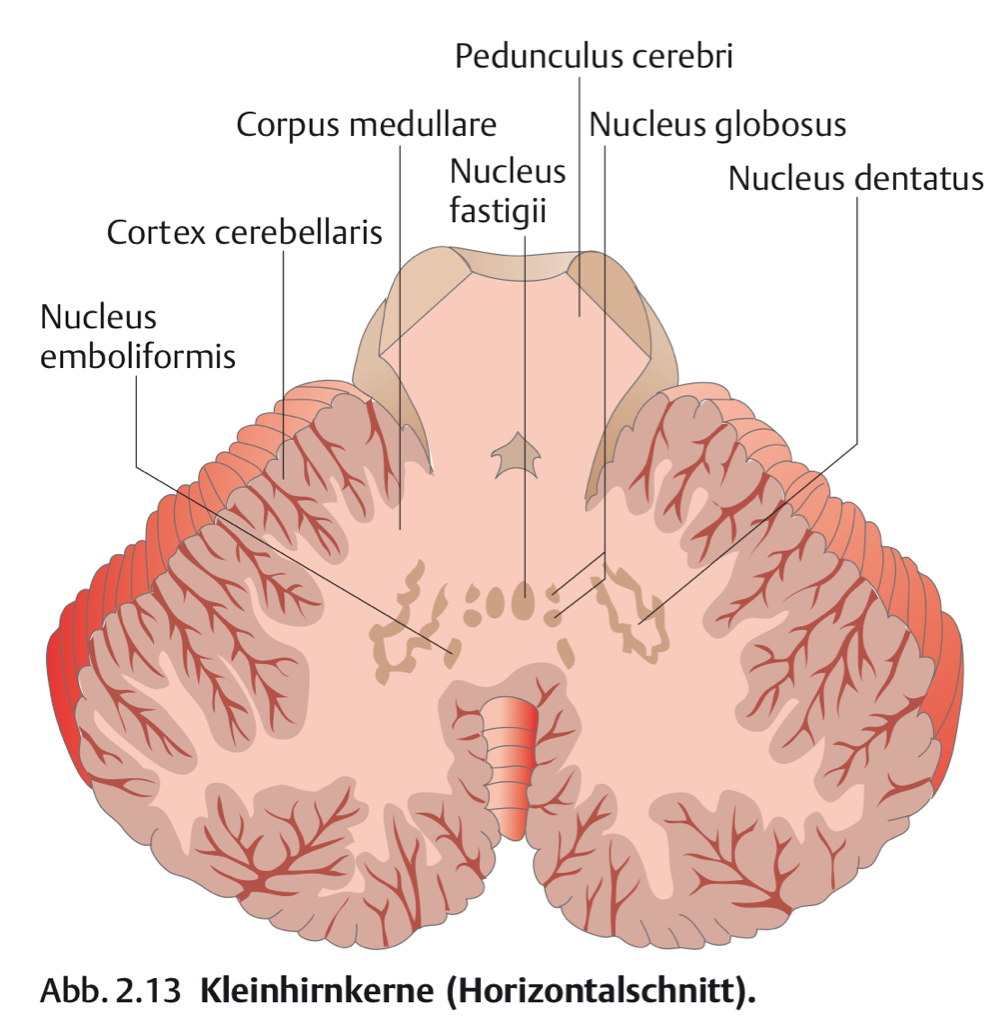 Pedunculus cerebri
Corpus medullare
Nucleus globosus
Nucleus
fastigii
Nucleus dentatus
Cortex cerebellaris
Nucleus
emboliformis
Abb. 2.13 Kleinhirnkerne (Horizontalschnitt).